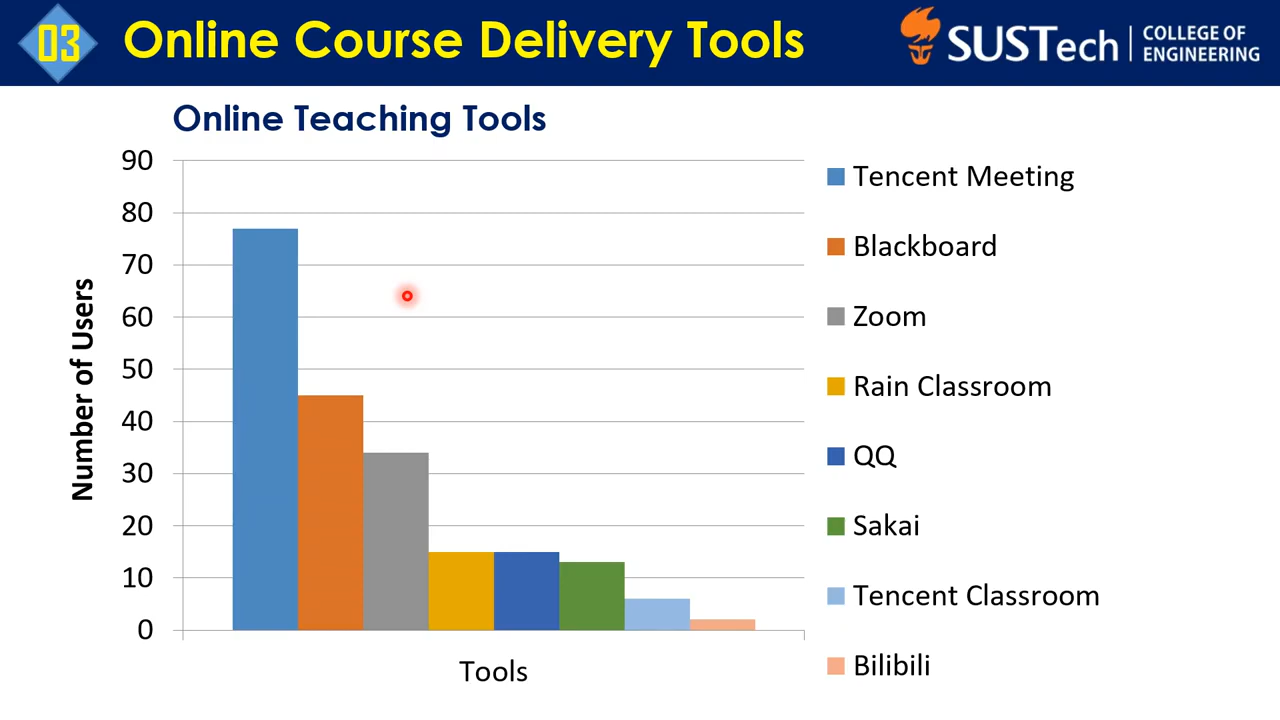 03
Online Course Delivery Tools
SUSTech
COLLEGE OF
ENGINEERING
Online Teaching Tools
90
80
70
60
50
40
30
20
10
0
Number of Users
Tools
Tencent Meeting
Blackboard
Zoom
Rain Classroom
QQ
Sakai
Tencent Classroom
Bilibili